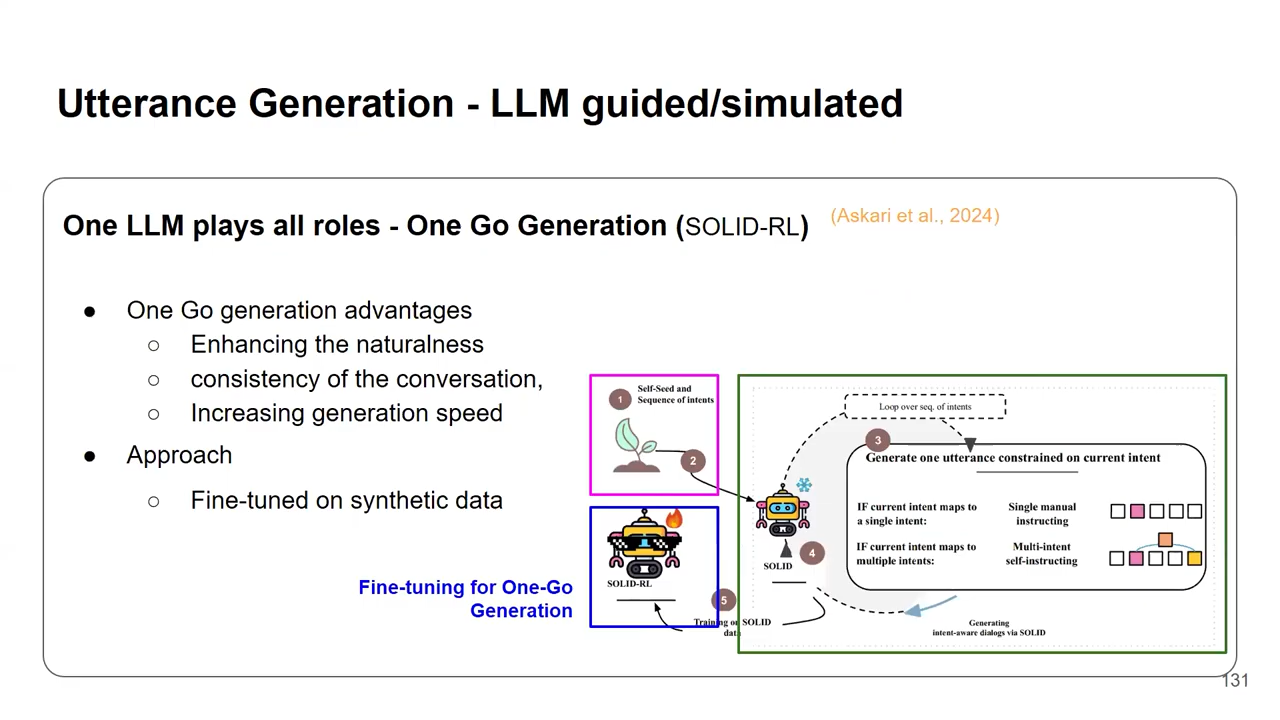 Utterance Generation - LLM guided/simulated
One LLM plays all roles - One Go Generation (SOLID-RL)
(Askari et al., 2024)
● One Go generation advantages
○ Enhancing the naturalness
○ consistency of the conversation,
○ Increasing generation speed
● Approach
○ Fine-tuned on synthetic data
Fine-tuning for One-Go
Generation
1
Self-Seed and
Sequence of intents
2
SOLID-RL
5
Training on SOLID
data
Loop over seq. of intents
3
Generate one utterance constrained on current intent
IF current intent maps to
a single intent:
Single manual
instructing
IF current intent maps to
multiple intents:
Multi-intent
self-instructing
4
SOLID
Generating
intent-aware dialogs via SOLID
131